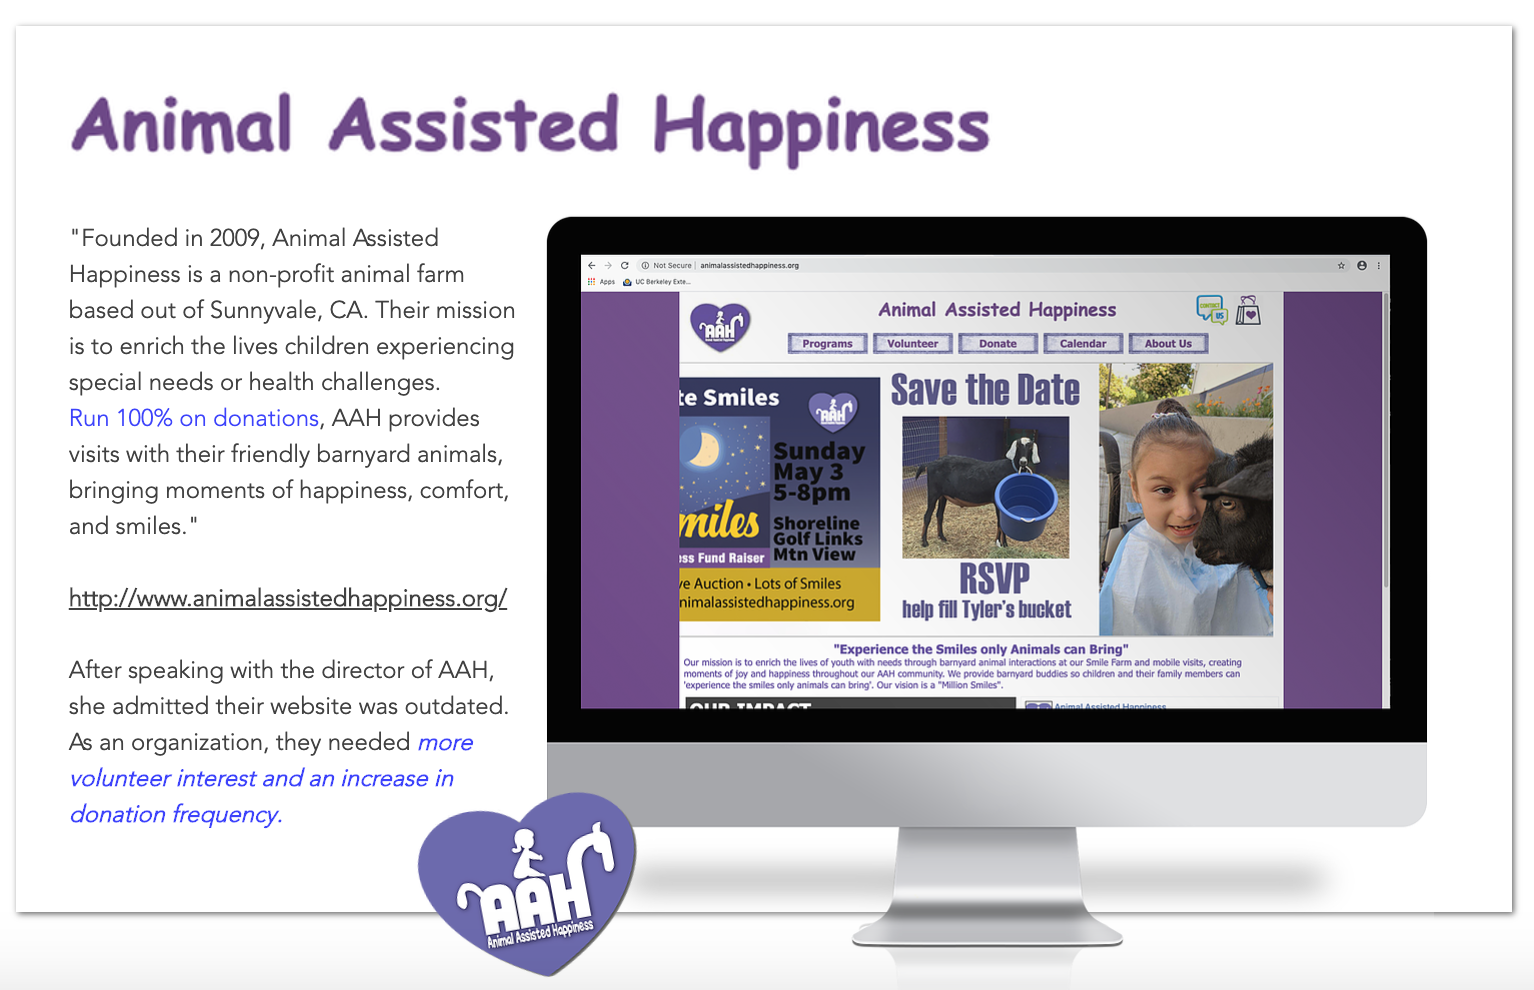 Animal Assisted Happiness
"Founded in 2009, Animal Assisted
Happiness is a non-profit animal farm
based out of Sunnyvale, CA. Their mission
is to enrich the lives children experiencing
special needs or health challenges.
Run 100% on donations, AAH provides
visits with their friendly barnyard animals,
bringing moments of happiness, comfort,
and smiles."
http://www.animalassistedhappiness.org/
After speaking with the director of AAH,
she admitted their website was outdated.
As an organization, they needed more
volunteer interest and an increase in
donation frequency.
AAH
Animal Assisted Happiness
Not Secure | animalassistedhappiness.org
Apps UC Berkeley Exte...
AAH
Animal Assisted Happiness
CONTACT
US
Programs Volunteer Donate Calendar About Us
te Smiles
AAH
Sunday
May 3
5-8pm
miles
Shoreline
Golf Links
Mtn View
ess Fund Raiser
ve Auction • Lots of Smiles
nimalassistedhappiness.org
Save the Date
RSVP
help fill Tyler's bucket
"Experience the Smiles only Animals can Bring"
Our mission is to enrich the lives of youth with needs through barnyard animal interactions at our Smile Farm and mobile visits, creating
moments of joy and happiness throughout our AAH community. We provide barnyard buddies so children and their family members can
'experience the smiles only animals can bring'. Our vision is a "Million Smiles".
OUR IMPACT
Animal Assisted Happiness